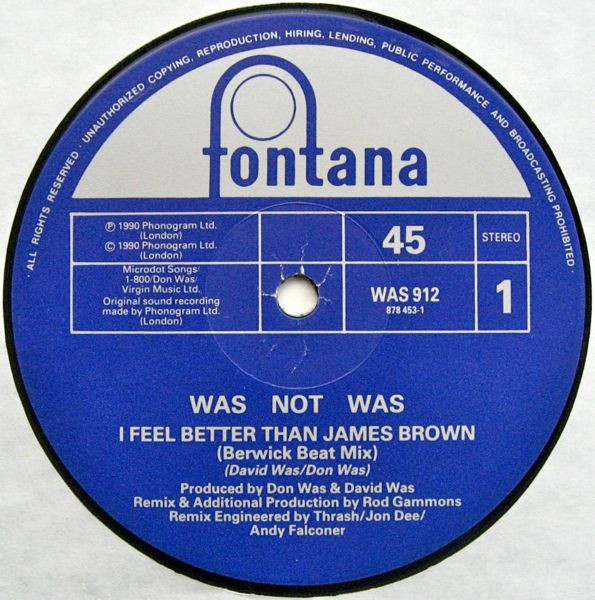 · ALL RIGHTS RESERVED · UNAUTHORIZED COPYING, REPRODUCTION, HIRING, LENDING, PUBLIC PERFORMANCE AND BROADCASTING PROHIBITED ·
fontana
℗ 1990 Phonogram Ltd.
(London)
© 1990 Phonogram Ltd.
(London)
45
STEREO
Microdot Songs/
1-800/Don Was/
Virgin Music Ltd.
Original sound recording
made by Phonogram Ltd.
(London)
WAS 912
878 453-1
1
WAS NOT WAS
I FEEL BETTER THAN JAMES BROWN
(Berwick Beat Mix)
(David Was/Don Was)
Produced by Don Was & David Was
Remix & Additional Production by Rod Gammons
Remix Engineered by Thrash/Jon Dee/
Andy Falconer